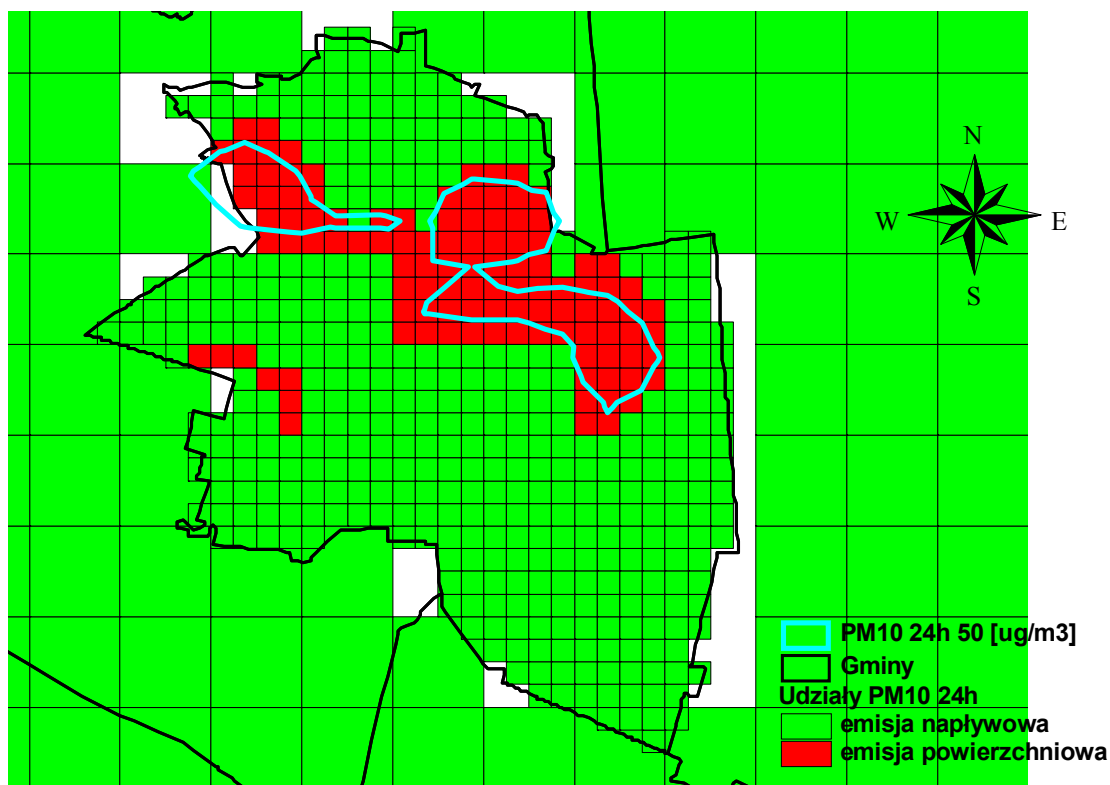 N
W
E
S
PM10 24h 50 [ug/m3]
Gminy
Udziały PM10 24h
emisja napływowa
emisja powierzchniowa